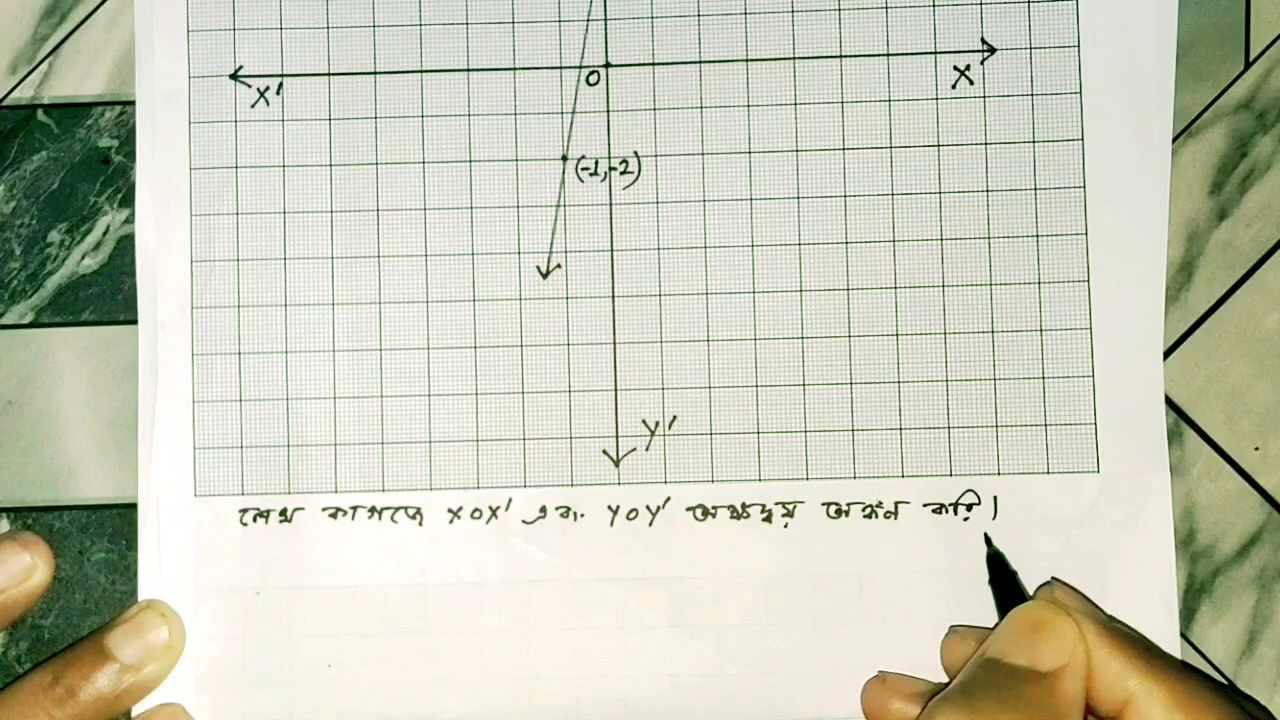 X' O X
(-1,-2)
Y'
লেখ কাগজে XOX' এবং YOY' অক্ষদ্বয় অঙ্কন করি।